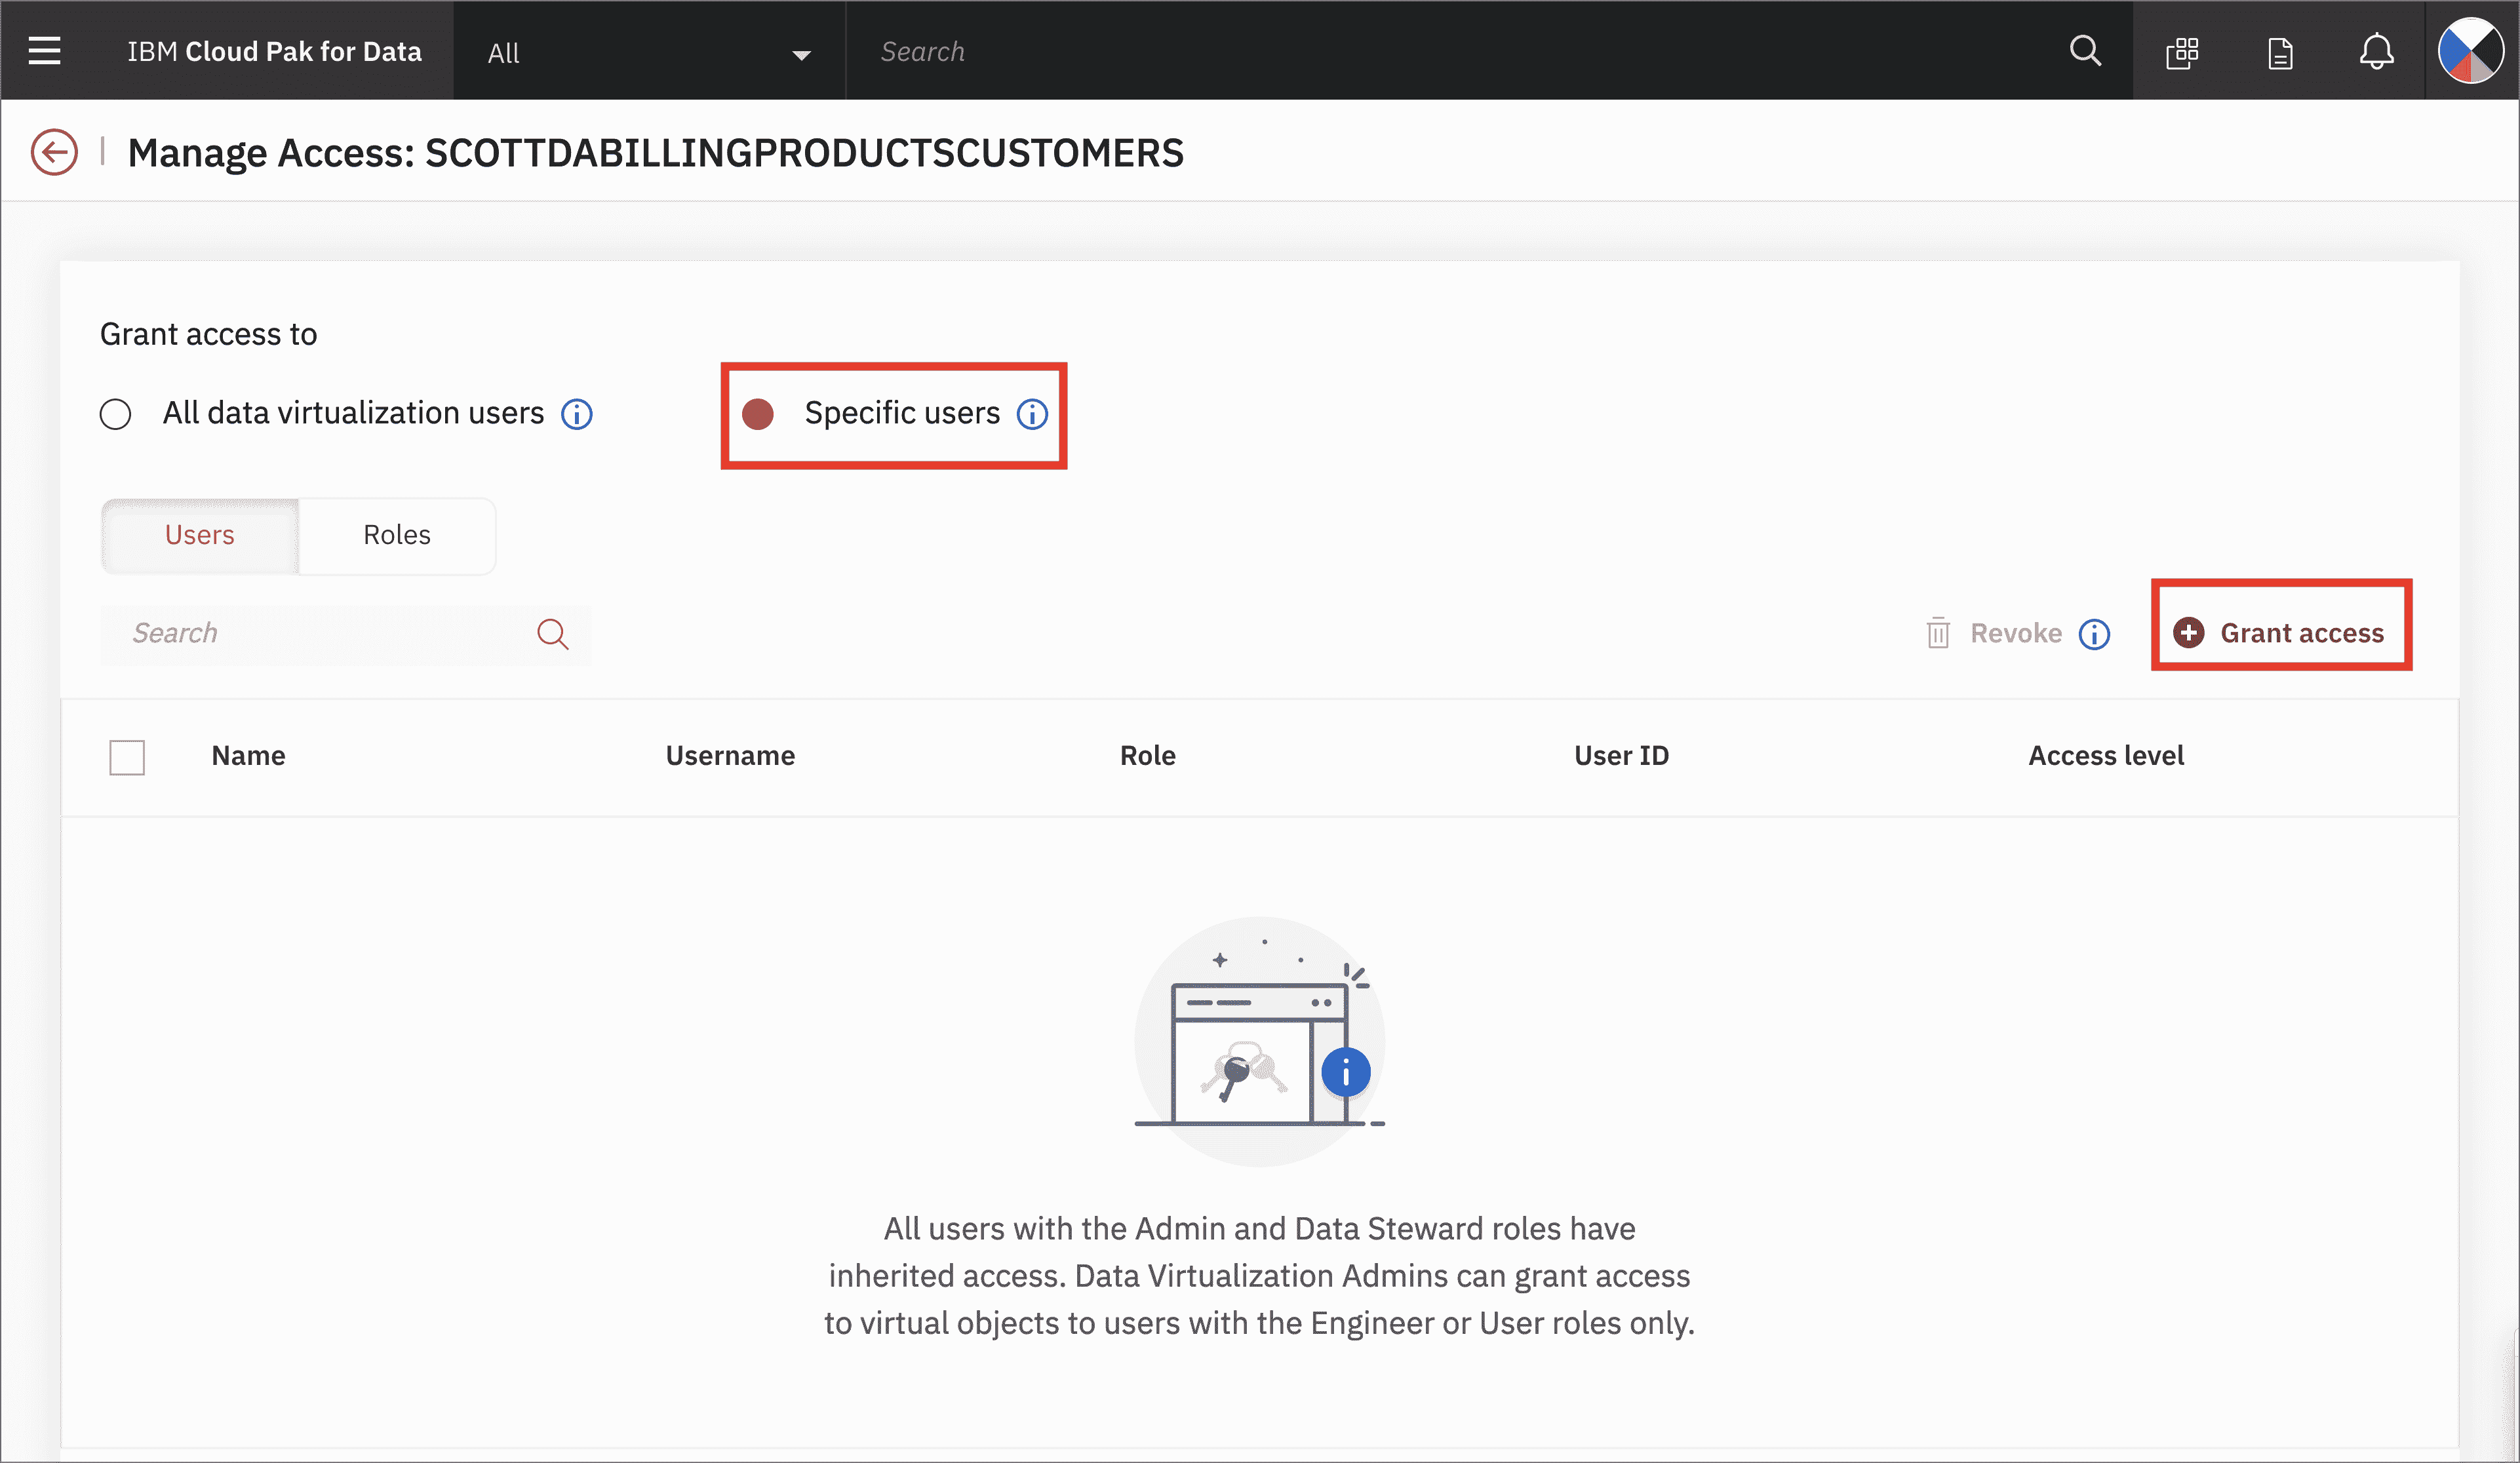 IBM Cloud Pak for Data
All
Search
Manage Access: SCOTTDABILLINGPRODUCTSCUSTOMERS
Grant access to
All data virtualization users
Specific users
Users
Roles
Search
Revoke
Grant access
Name
Username
Role
User ID
Access level
All users with the Admin and Data Steward roles have
inherited access. Data Virtualization Admins can grant access
to virtual objects to users with the Engineer or User roles only.